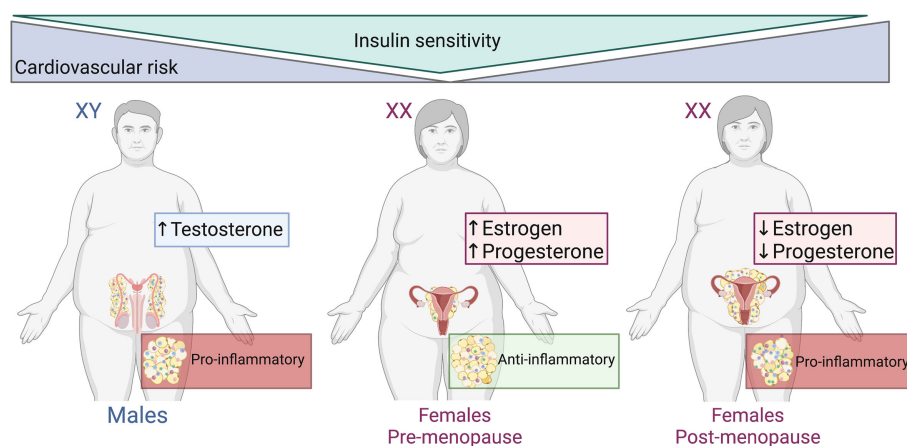 Insulin sensitivity
Cardiovascular risk
XY
XX
XX
↑Testosterone
↑Estrogen
↑Progesterone
↓Estrogen
↓Progesterone
Pro-inflammatory
Anti-inflammatory
Pro-inflammatory
Males
Females
Pre-menopause
Females
Post-menopause